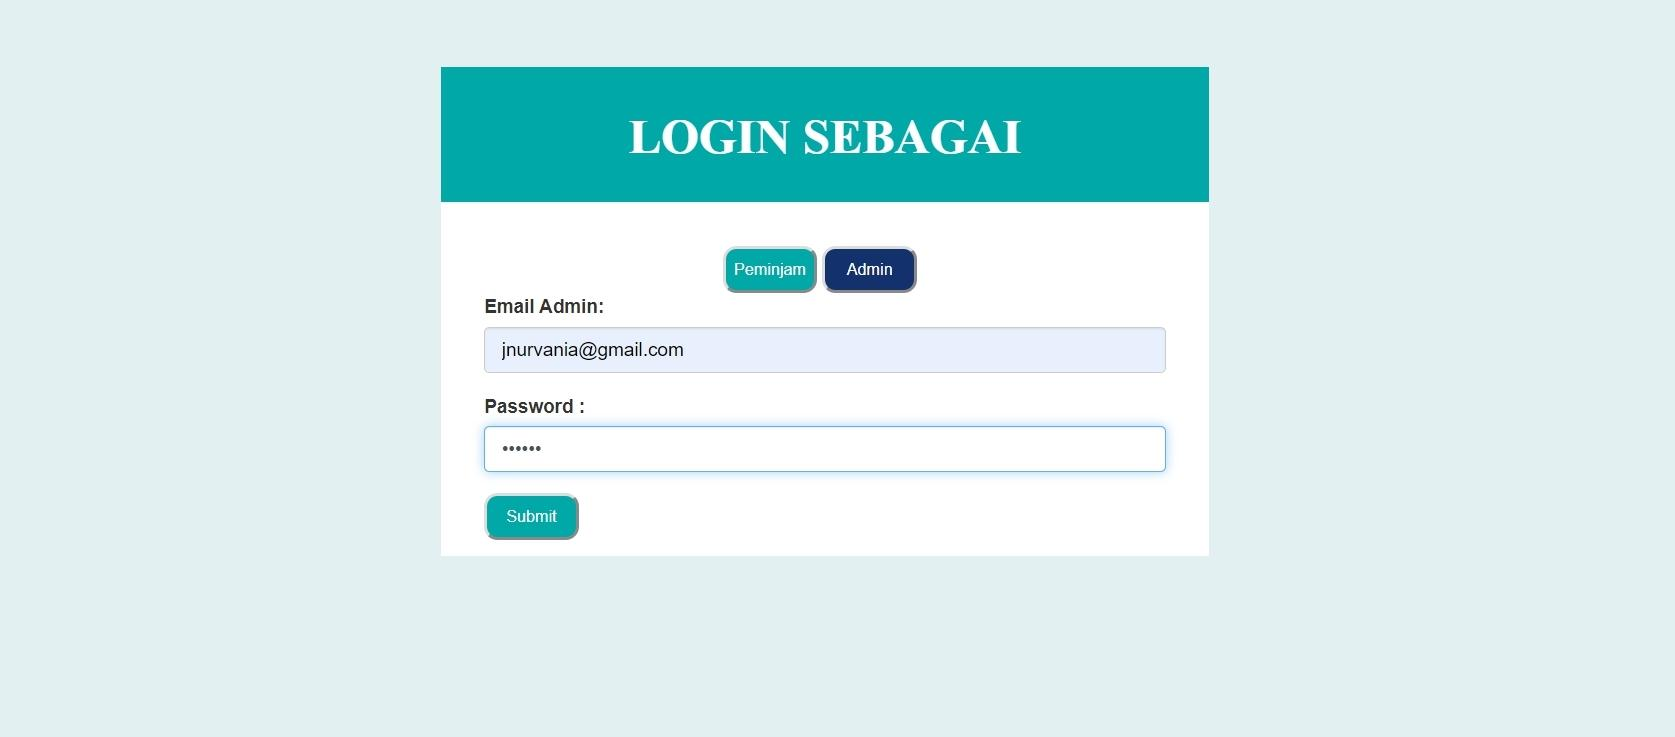 LOGIN SEBAGAI
Peminjam Admin
Email Admin:
jnurvania@gmail.com
Password :
••••••
Submit